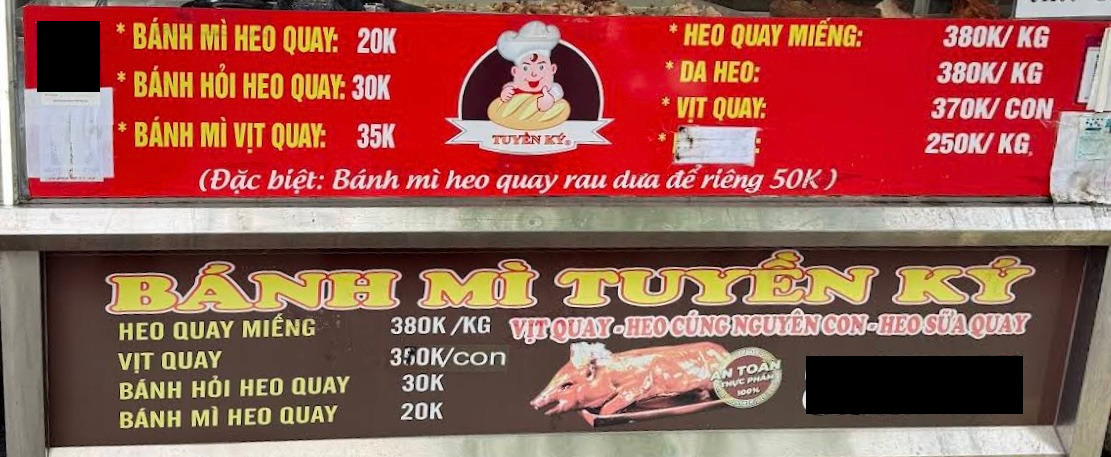 * BÁNH MÌ HEO QUAY: 20K
* BÁNH HỎI HEO QUAY: 30K
* BÁNH MÌ VỊT QUAY: 35K
TUYỀN KÝ®
* HEO QUAY MIẾNG: 380K/ KG
* DA HEO: 380K/ KG
* VỊT QUAY: 370K/ CON
* : 250K/ KG
(Đặc biệt: Bánh mì heo quay rau dưa để riêng 50K)
BÁNH MÌ TUYỀN KÝ
HEO QUAY MIẾNG 380K /KG
VỊT QUAY /con
BÁNH HỎI HEO QUAY 30K
BÁNH MÌ HEO QUAY 20K
VỊT QUAY - HEO CÚNG NGUYÊN CON - HEO SỮA QUAY
AN TOÀN
THỰC PHẨM
100%